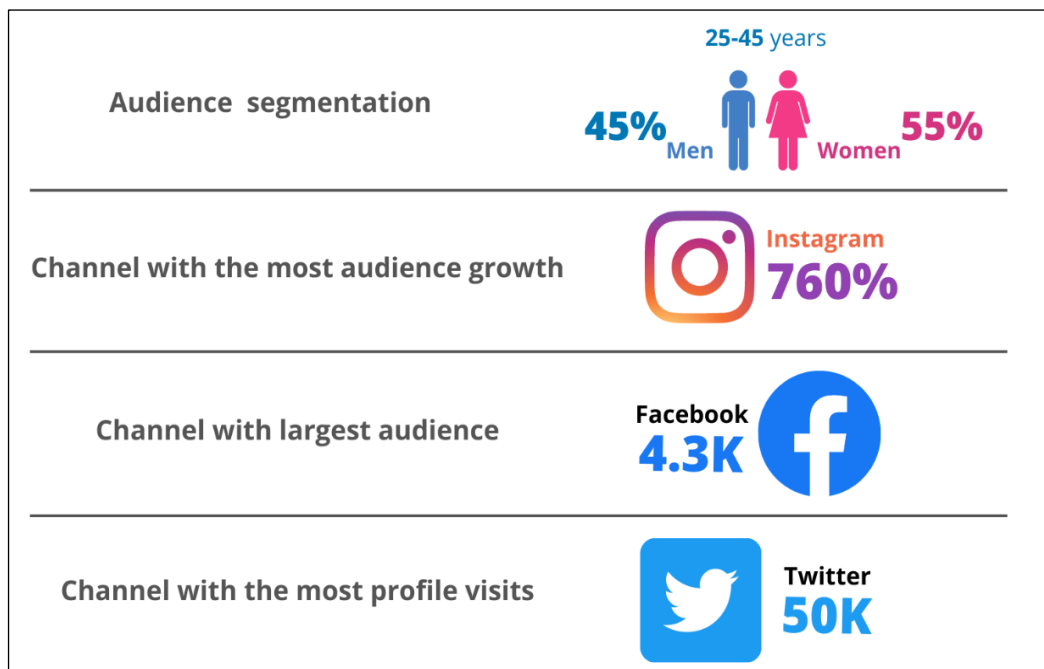 25-45 years
Audience segmentation
45% Men
Women 55%
Channel with the most audience growth
Instagram
760%
Channel with largest audience
Facebook
4.3K
Channel with the most profile visits
Twitter
50K